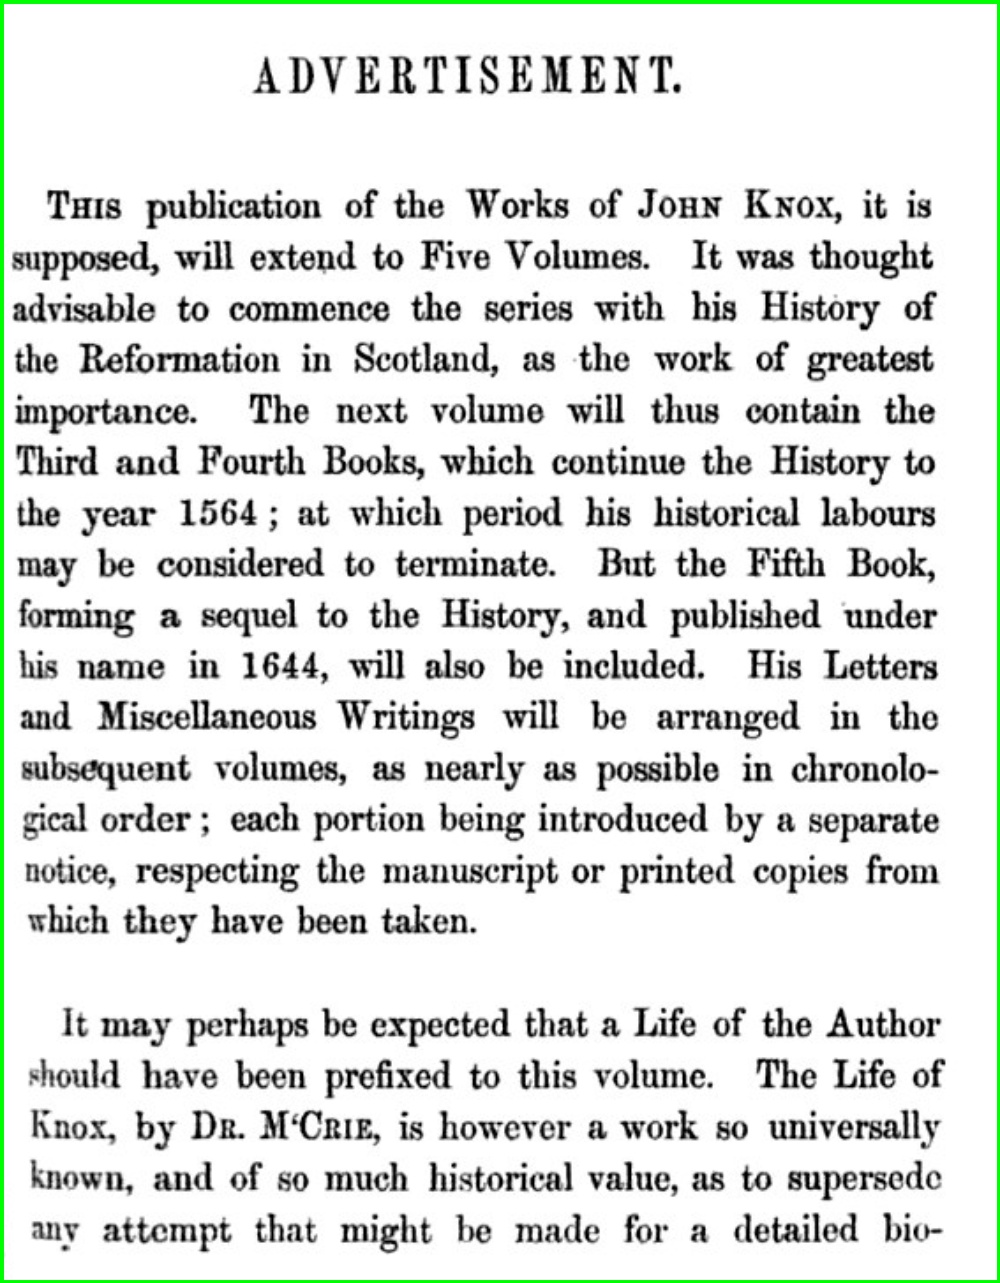 ADVERTISEMENT.
This publication of the Works of John Knox, it is
supposed, will extend to Five Volumes. It was thought
advisable to commence the series with his History of
the Reformation in Scotland, as the work of greatest
importance. The next volume will thus contain the
Third and Fourth Books, which continue the History to
the year 1564; at which period his historical labours
may be considered to terminate. But the Fifth Book,
forming a sequel to the History, and published under
his name in 1644, will also be included. His Letters
and Miscellaneous Writings will be arranged in the
subsequent volumes, as nearly as possible in chronolo-
gical order; each portion being introduced by a separate
notice, respecting the manuscript or printed copies from
which they have been taken.
It may perhaps be expected that a Life of the Author
should have been prefixed to this volume. The Life of
Knox, by Dr. M‘Crie, is however a work so universally
known, and of so much historical value, as to supersede
any attempt that might be made for a detailed bio-